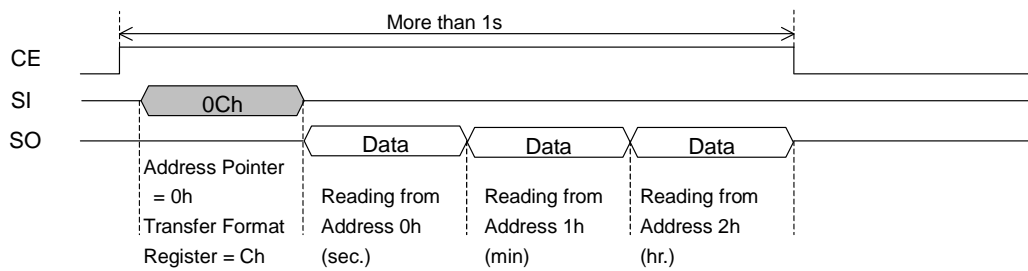 More than 1s
CE
SI
0Ch
SO
Data
Data
Data
Address Pointer
= 0h
Transfer Format
Register = Ch
Reading from
Address 0h
(sec.)
Reading from
Address 1h
(min)
Reading from
Address 2h
(hr.)